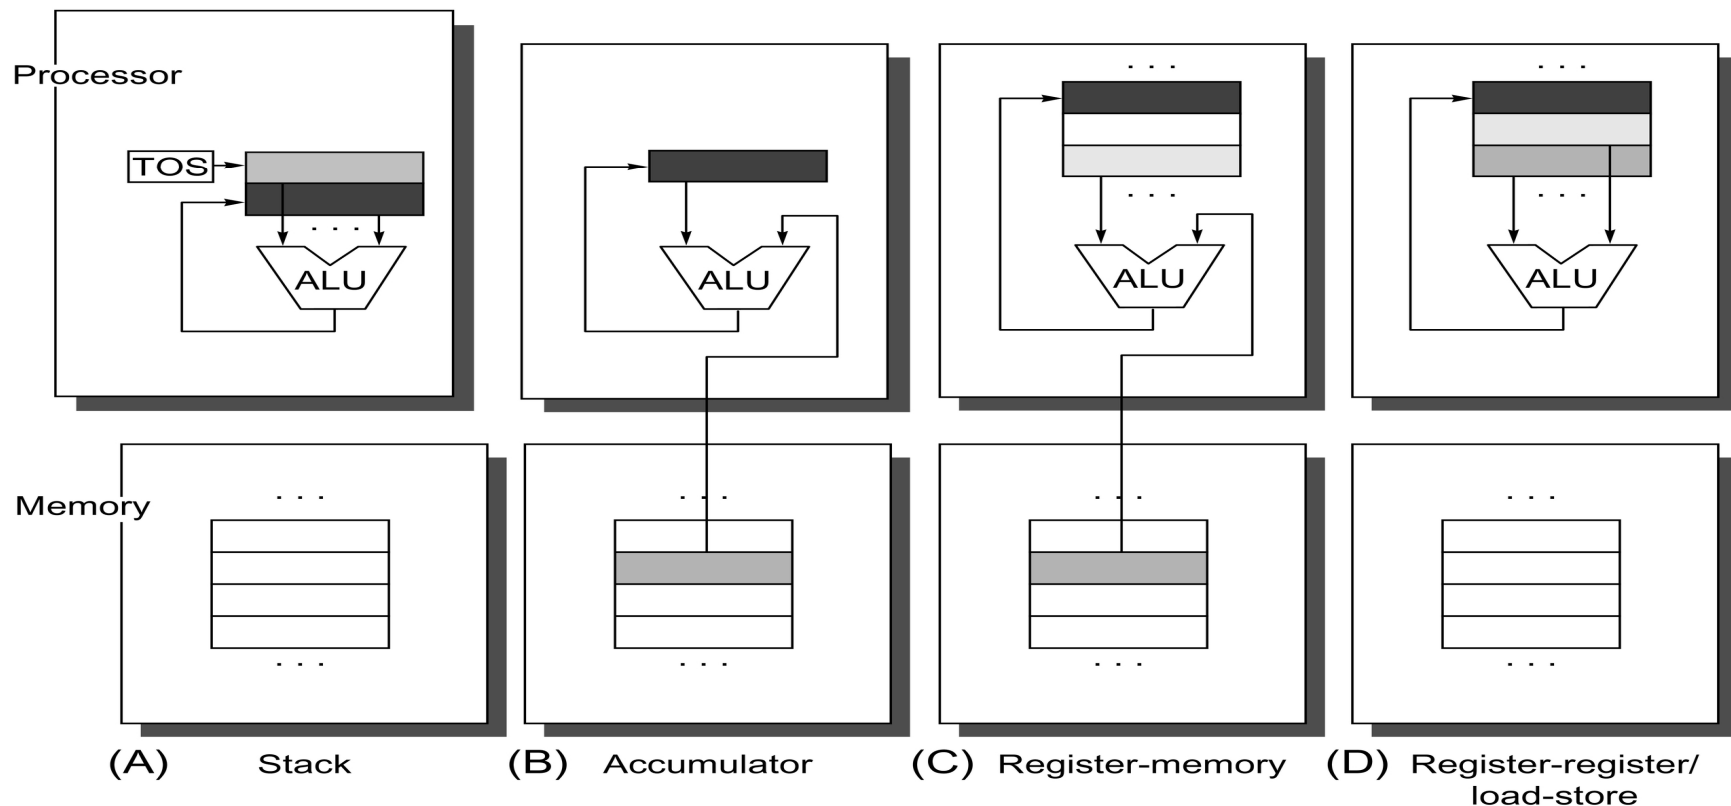 Processor
TOS
ALU
ALU
ALU
ALU
Memory
(A) Stack
(B) Accumulator
(C) Register-memory
(D) Register-register/
load-store